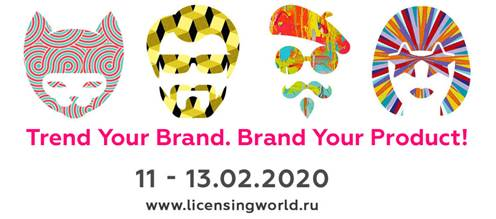 Trend Your Brand. Brand Your Product!
11 - 13.02.2020
www.licensingworld.ru